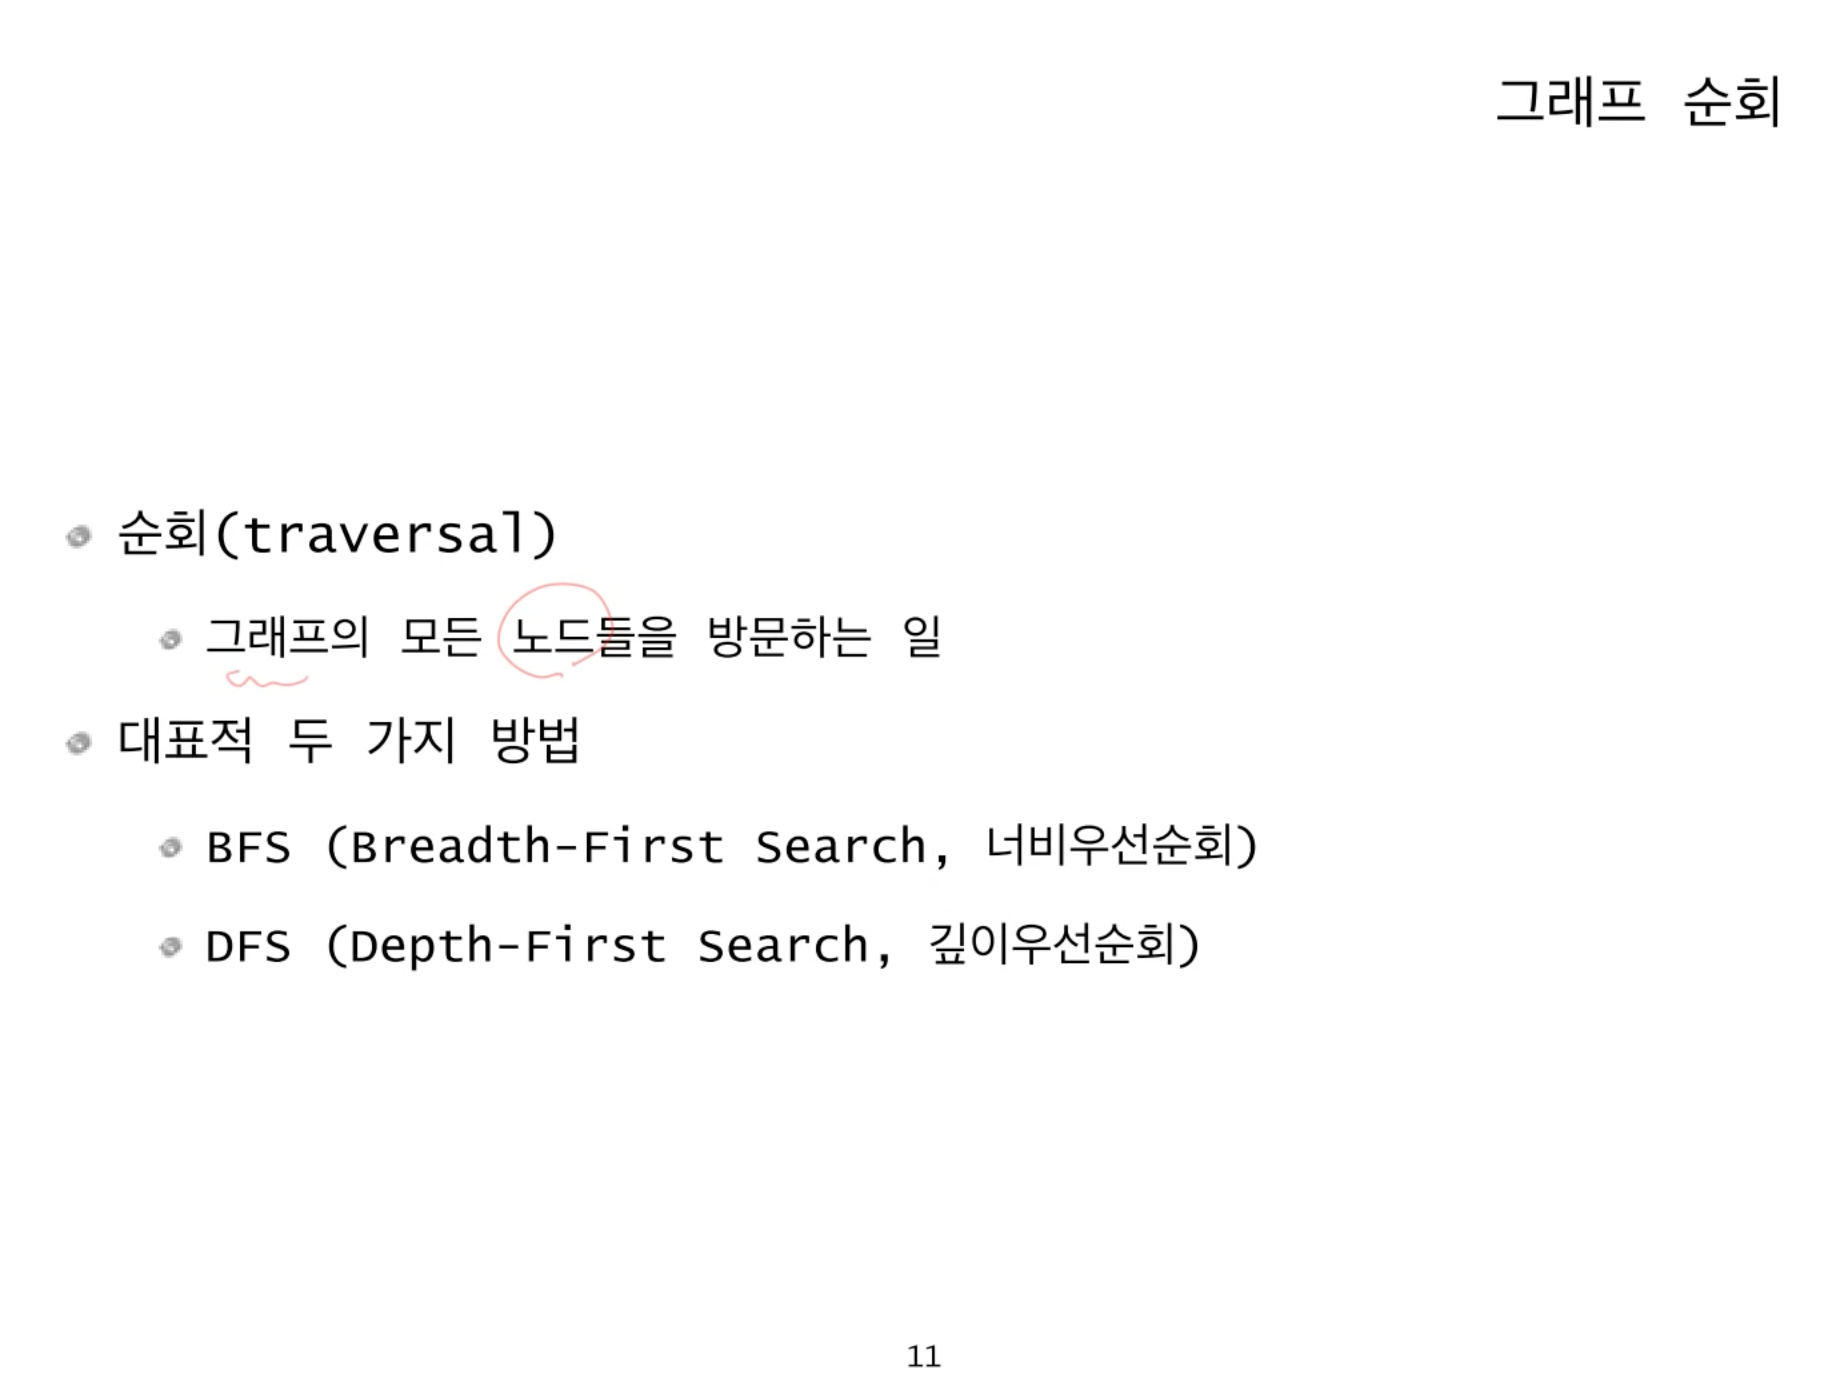 그래프 순회
순회(traversal)
그래프의 모든 노드들을 방문하는 일
대표적 두 가지 방법
BFS (Breadth-First Search, 너비우선순회)
DFS (Depth-First Search, 깊이우선순회)
11